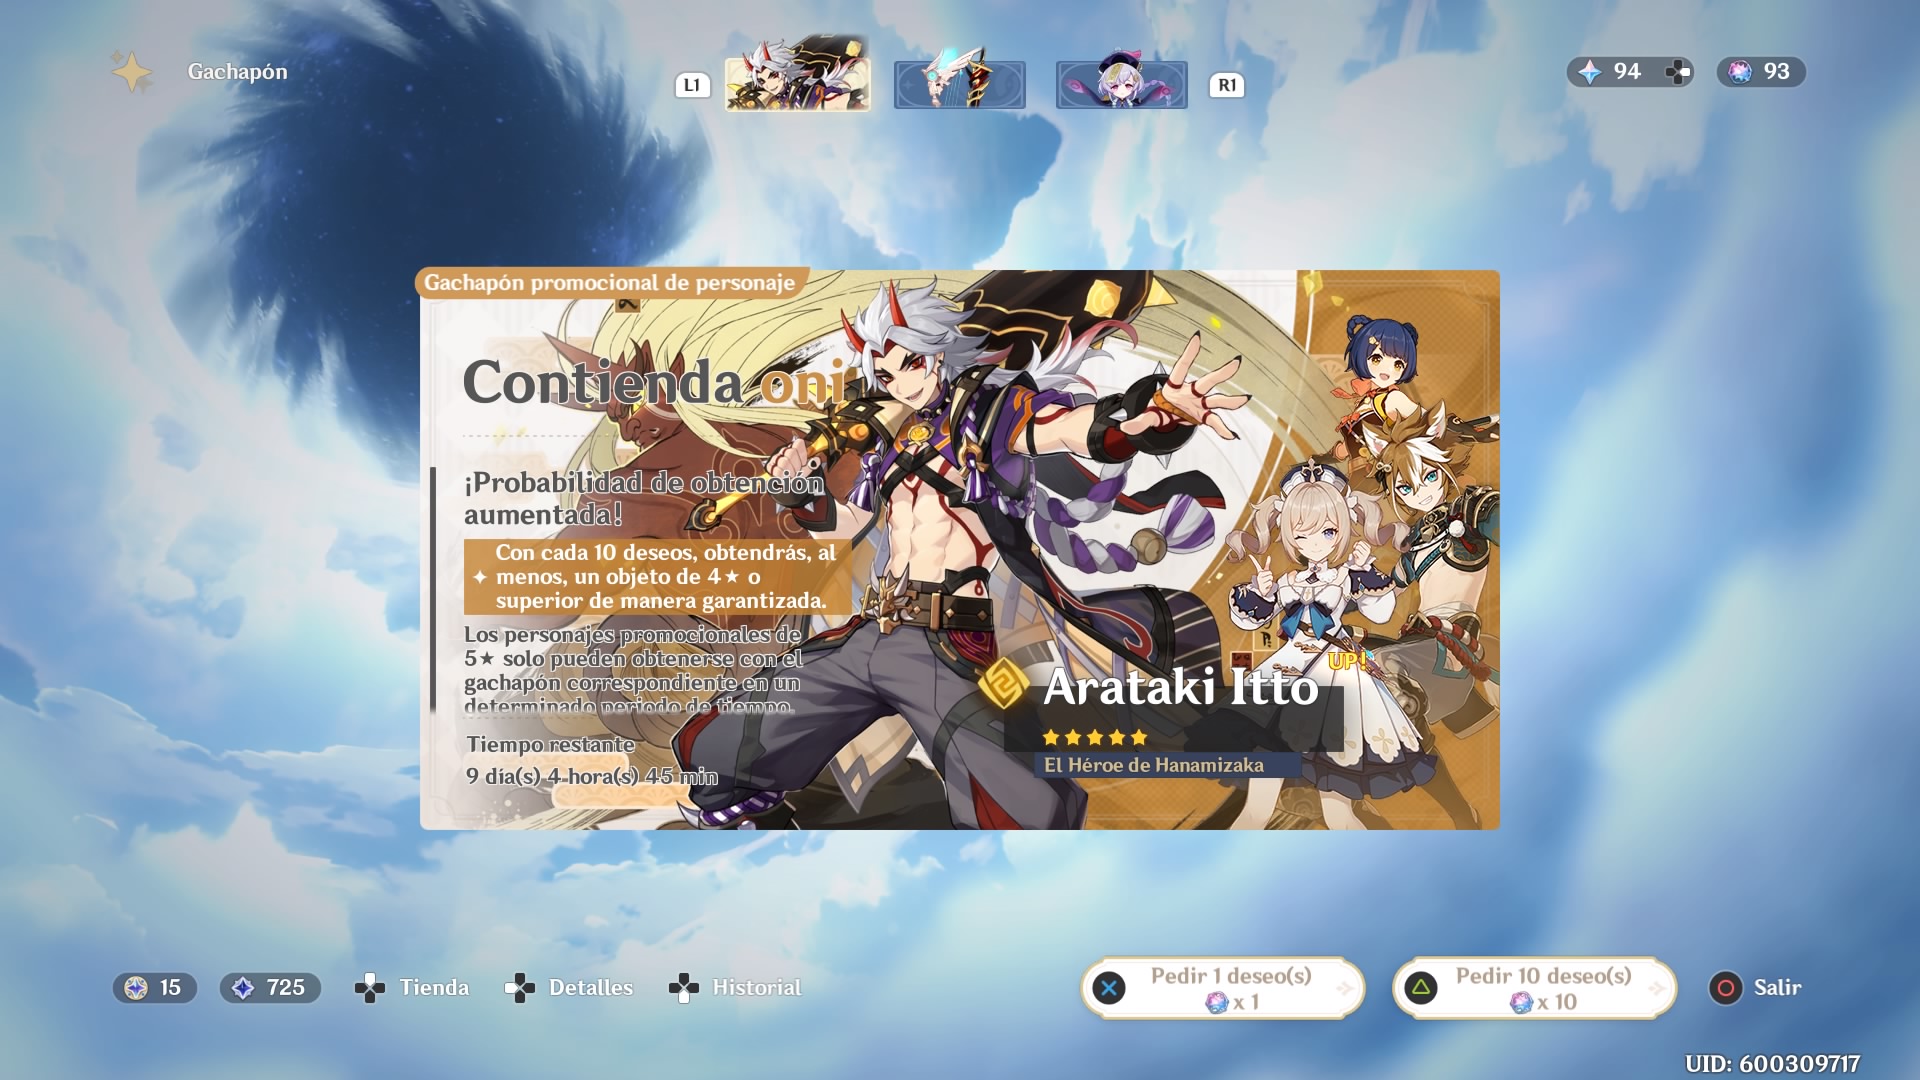 Gachapón
L1
R1
94
93
Gachapón promocional de personaje
Contienda oni
¡Probabilidad de obtención
aumentada!
Con cada 10 deseos, obtendrás, al
menos, un objeto de 4★ o
superior de manera garantizada.
Los personajes promocionales de
5★ solo pueden obtenerse con el
gachapón correspondiente en un
determinado periodo de tiempo.
Tiempo restante
9 día(s) 4 hora(s) 45 min
UP!
Arataki Itto
El Héroe de Hanamizaka
15
725
Tienda
Detalles
Historial
Pedir 1 deseo(s)
x 1
Pedir 10 deseo(s)
x 10
Salir
UID: 600309717